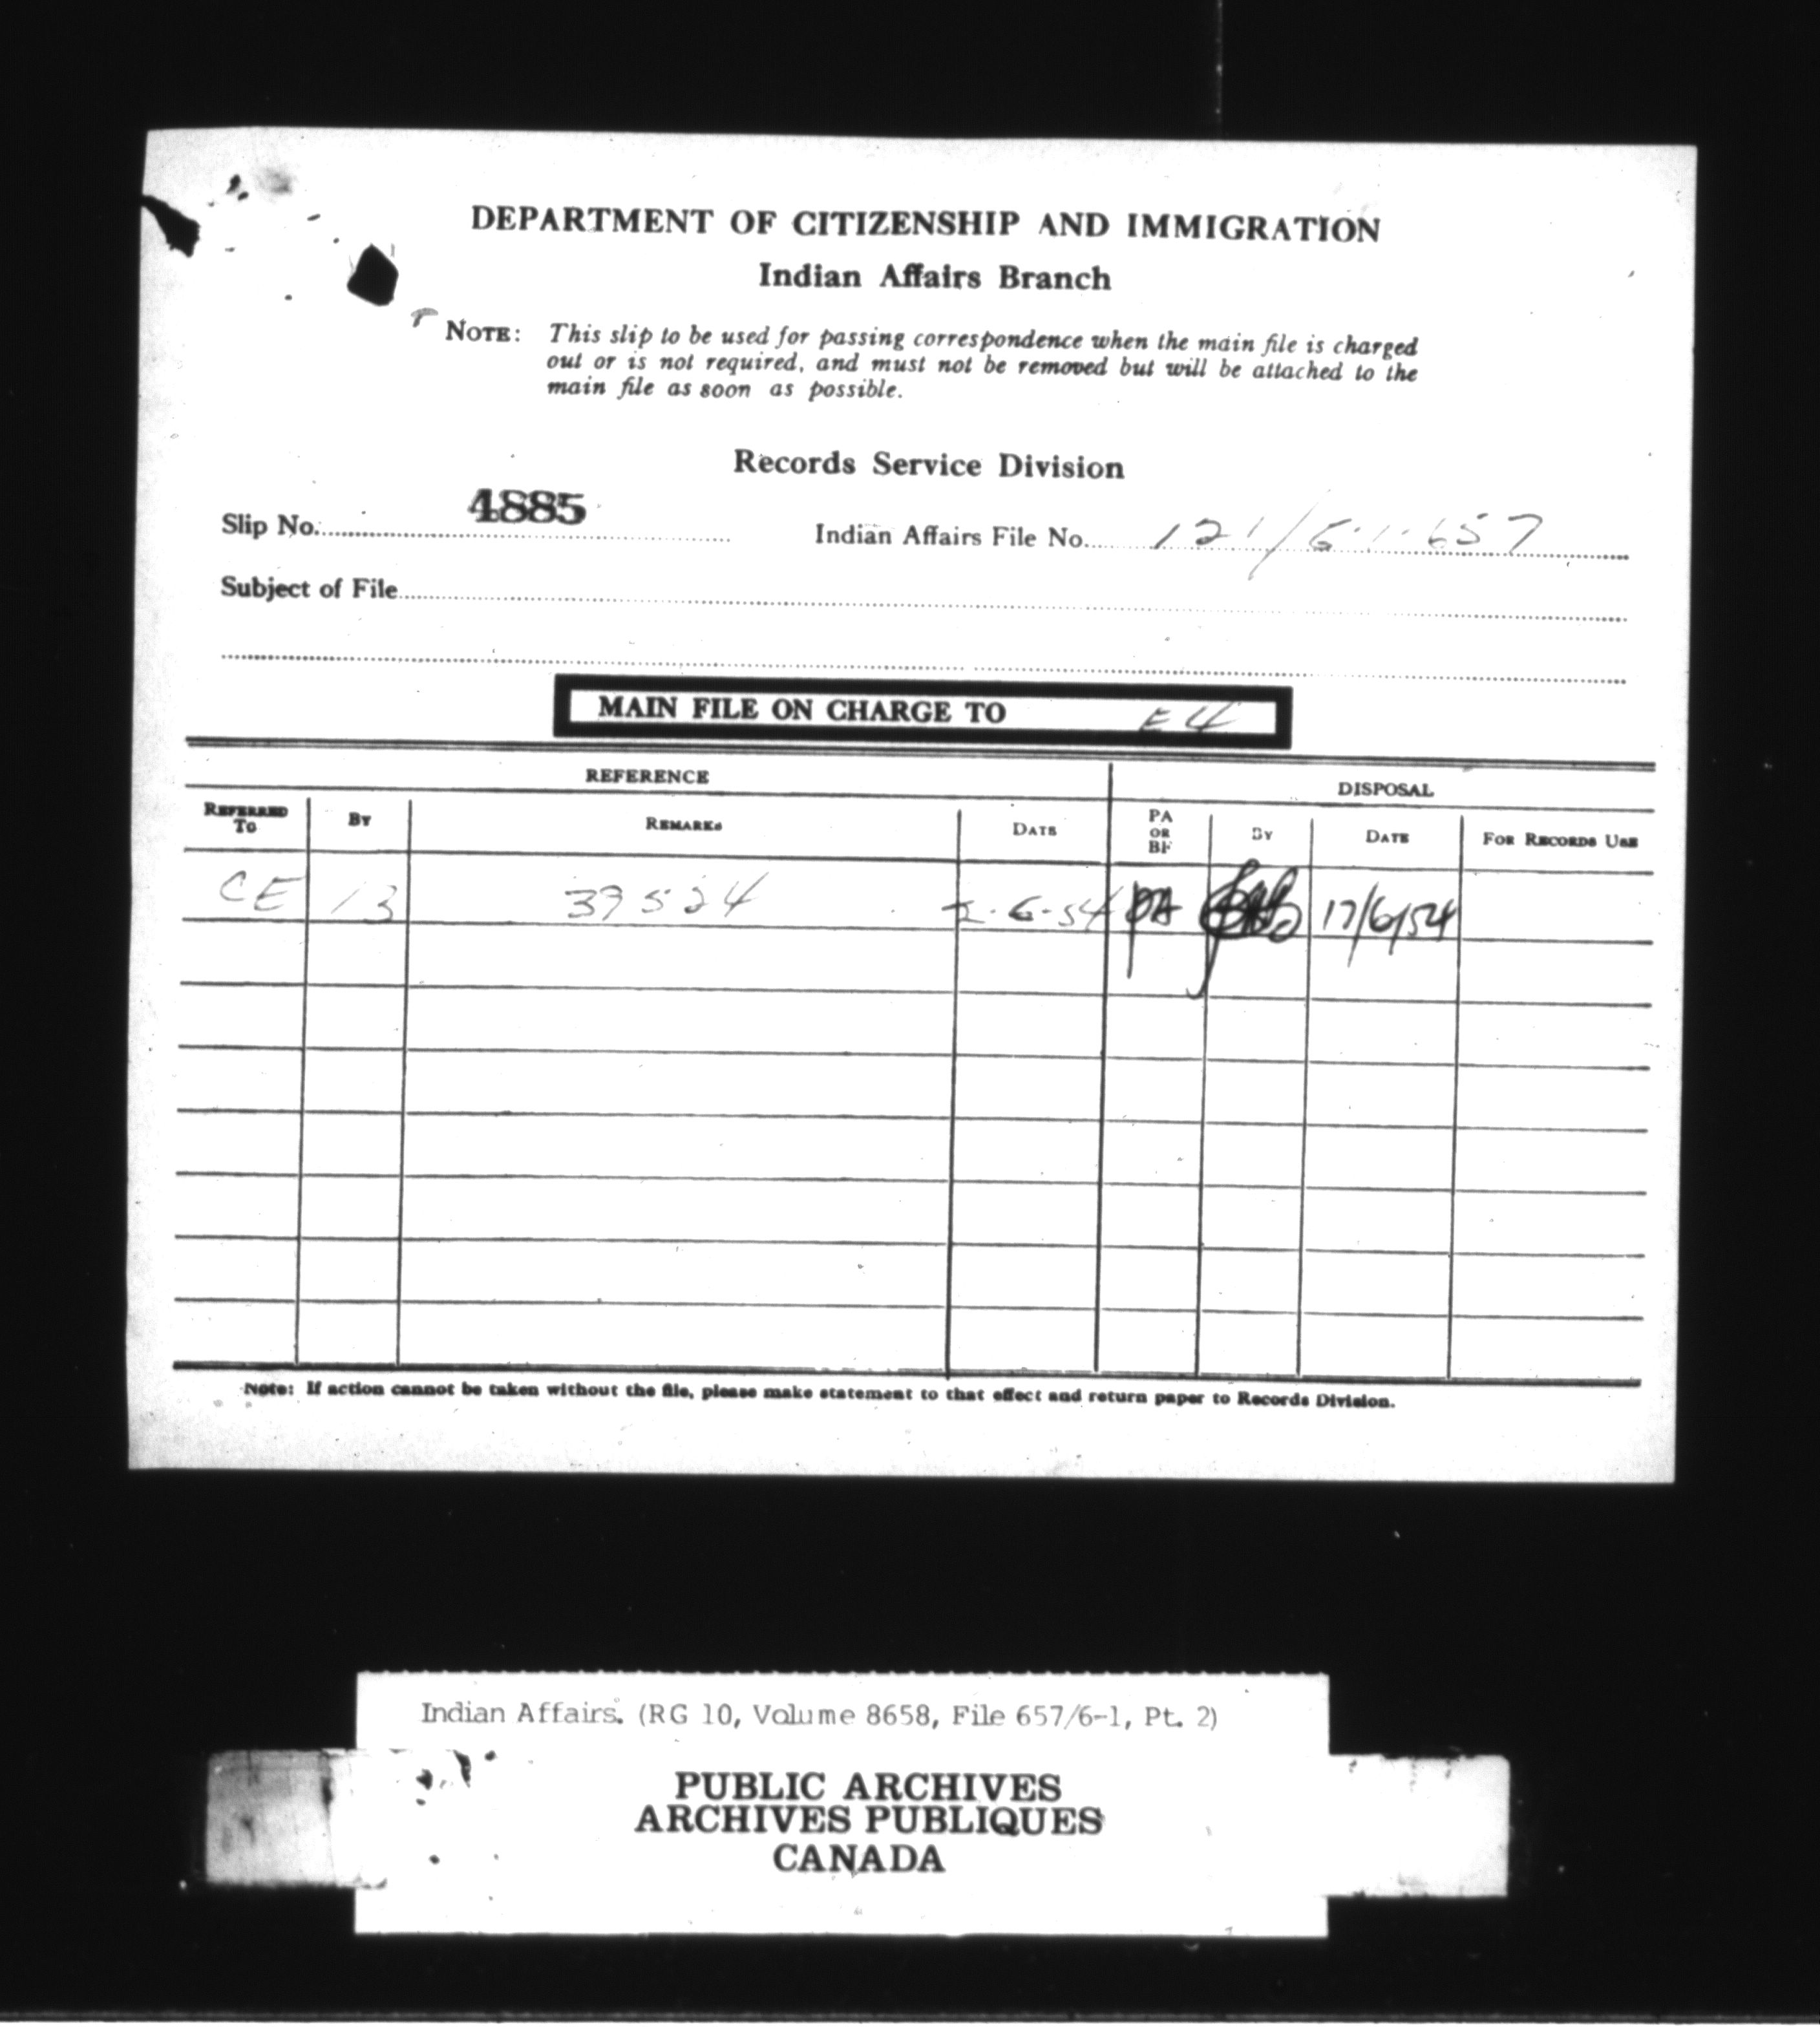 DEPARTMENT OF CITIZENSHIP AND IMMIGRATION
Indian Affairs Branch
NOTE: This slip to be used for passing correspondence when the main file is charged
out or is not required, and must not be removed but will be attached to the
main file as soon as possible.
Records Service Division
Slip No. 4885 Indian Affairs File No. 121/6.1.657
Subject of File
MAIN FILE ON CHARGE TO E4
REFERENCE DISPOSAL
REFERRED TO BY REMARKS DATE PA OR BF BY DATE FOR RECORDS USE
CE 13 39524 2-6-54 PA 17/6/54
Note: If action cannot be taken without the file, please make statement to that effect and return paper to Records Division.
Indian Affairs. (RG 10, Volume 8658, File 657/6-1, Pt. 2)
PUBLIC ARCHIVES
ARCHIVES PUBLIQUES
CANADA